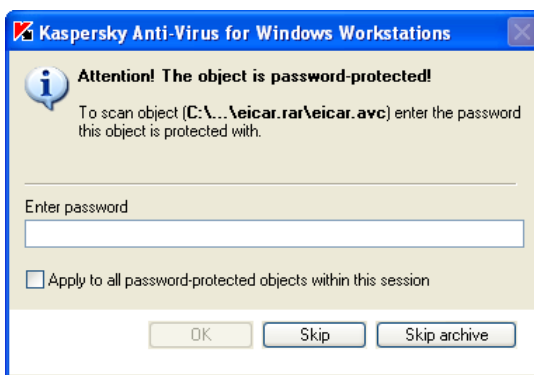 Kaspersky Anti-Virus for Windows Workstations
Attention! The object is password-protected!
To scan object (C:\...\eicar.rar\eicar.avc) enter the password
this object is protected with.
Enter password
Apply to all password-protected objects within this session
OK
Skip
Skip archive